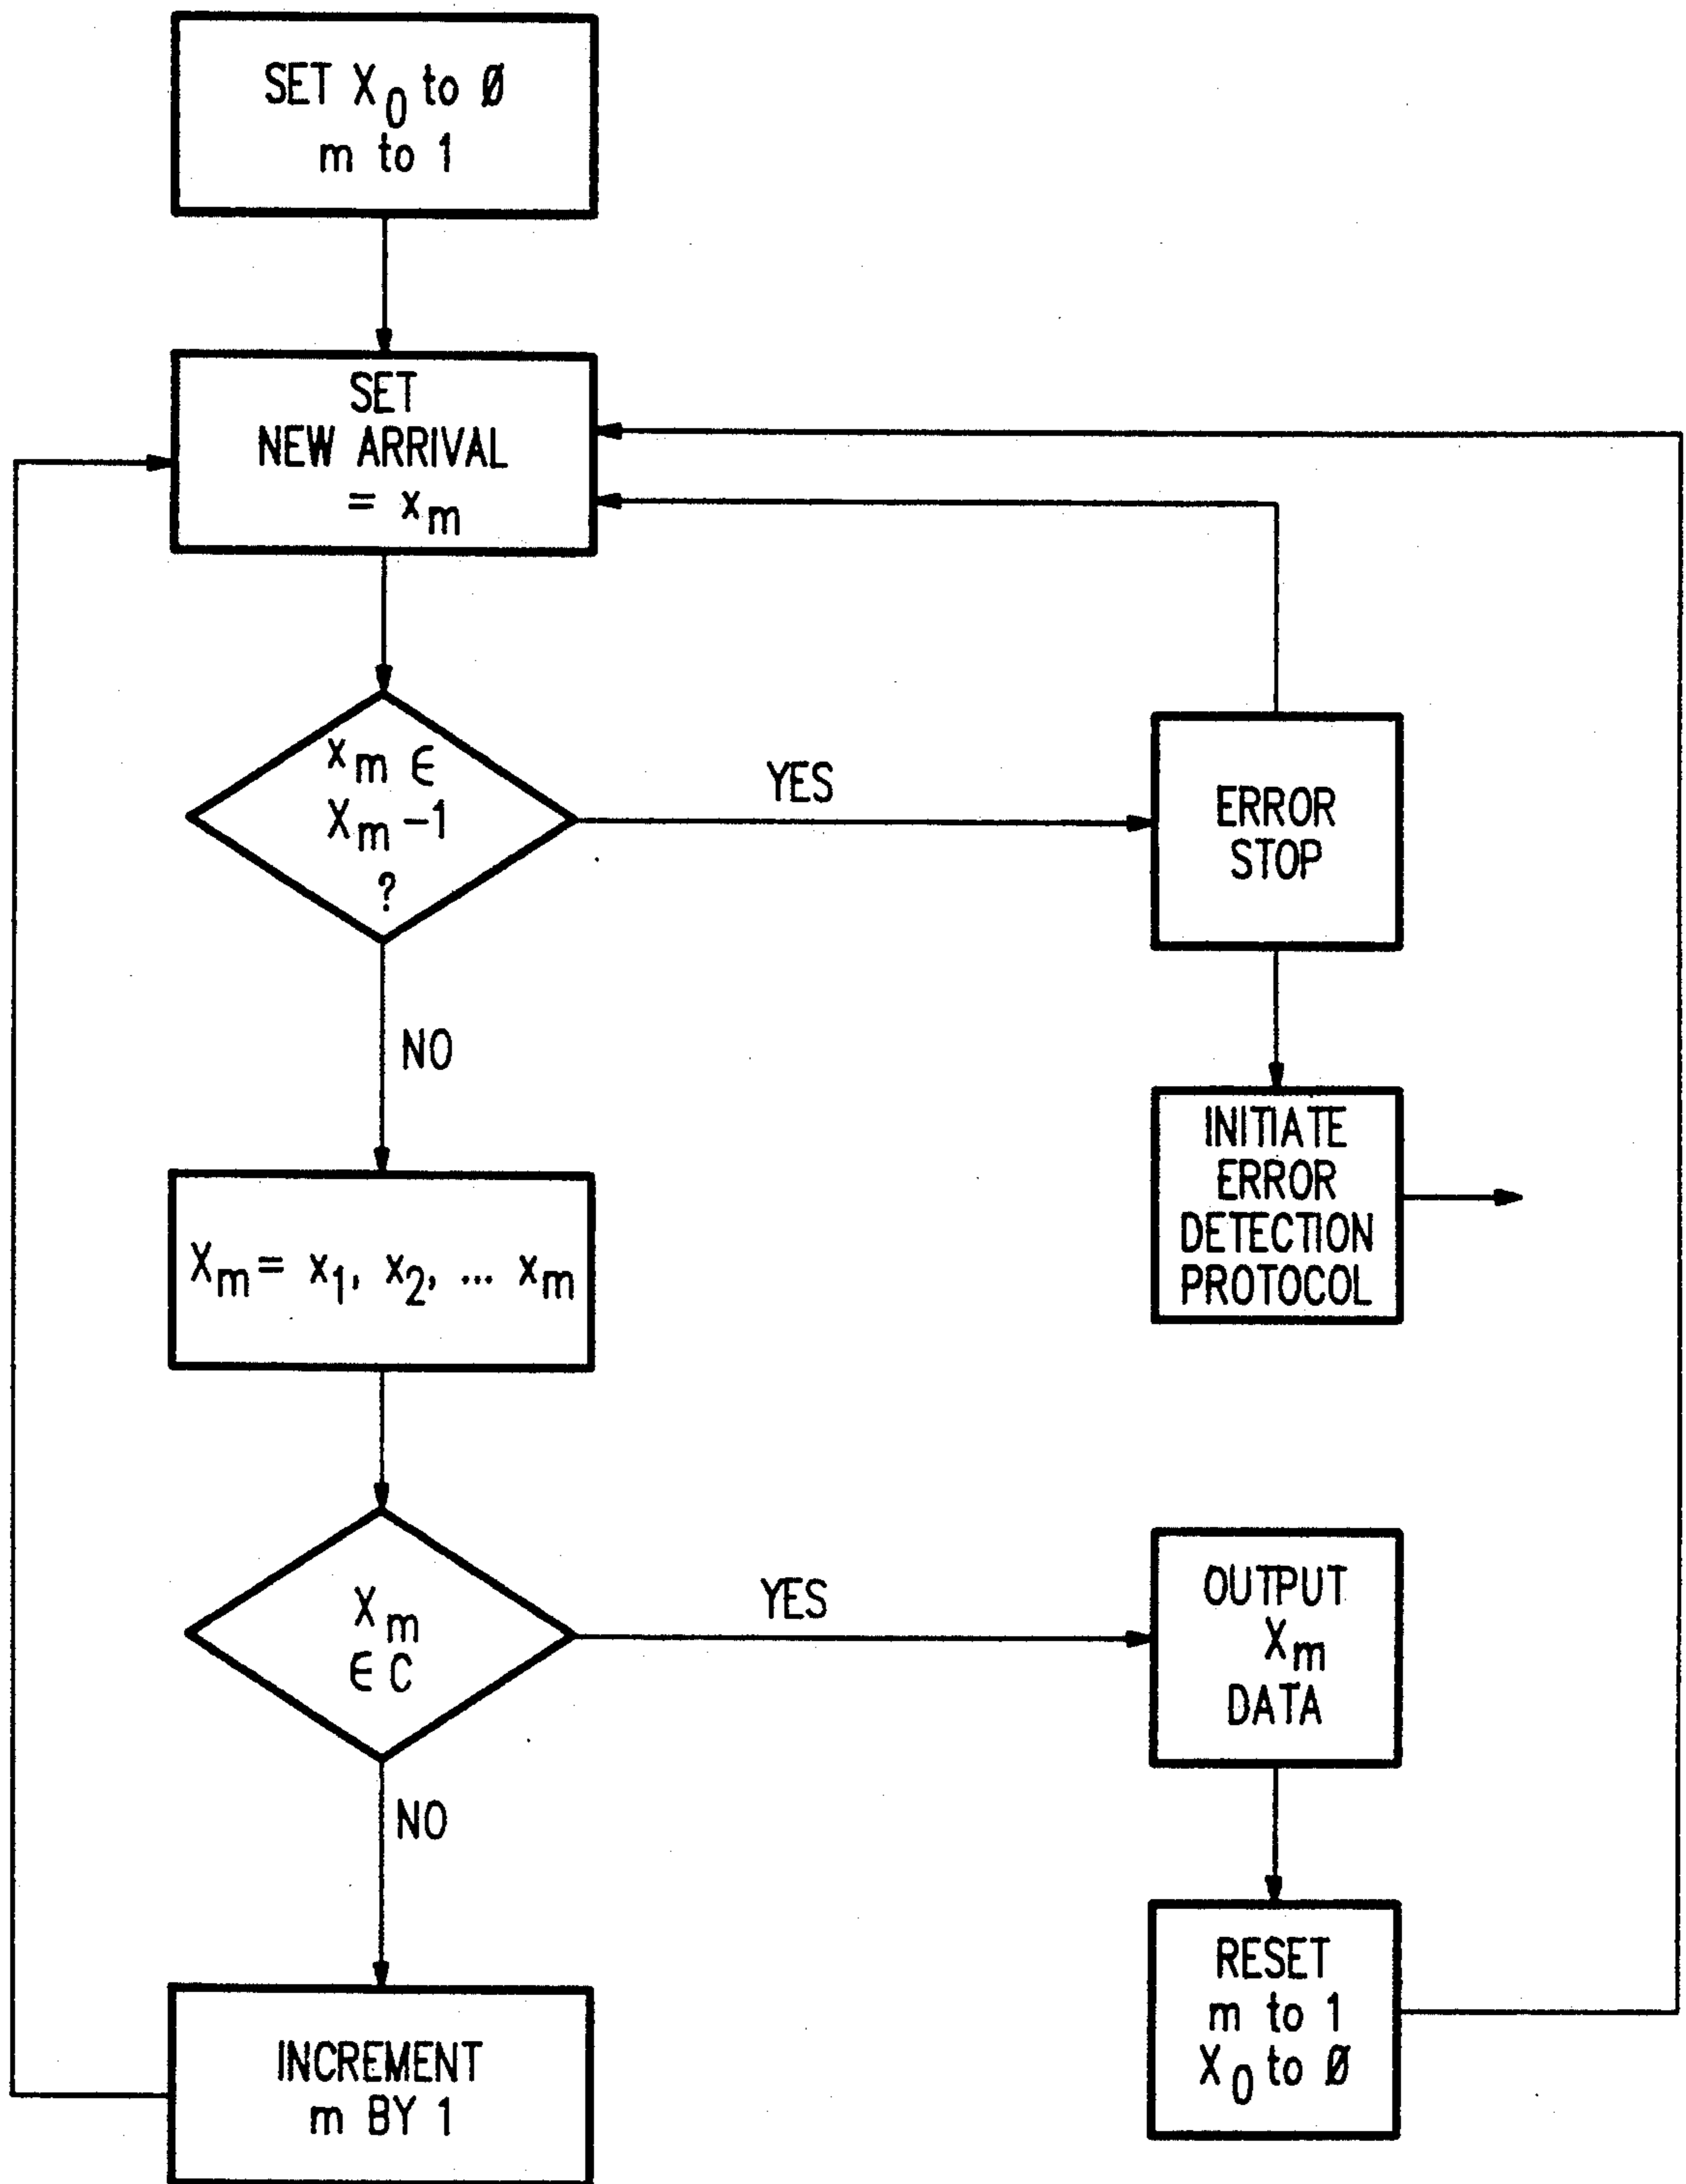 SET X₀ to Ø
m to 1
SET
NEW ARRIVAL
= xₘ
xₘ ∈
Xₘ -1
?
YES
ERROR
STOP
NO
INITIATE
ERROR
DETECTION
PROTOCOL
Xₘ = x₁, x₂, ... xₘ
Xₘ
∈ C
YES
OUTPUT
Xₘ
DATA
NO
RESET
m to 1
X₀ to Ø
INCREMENT
m BY 1